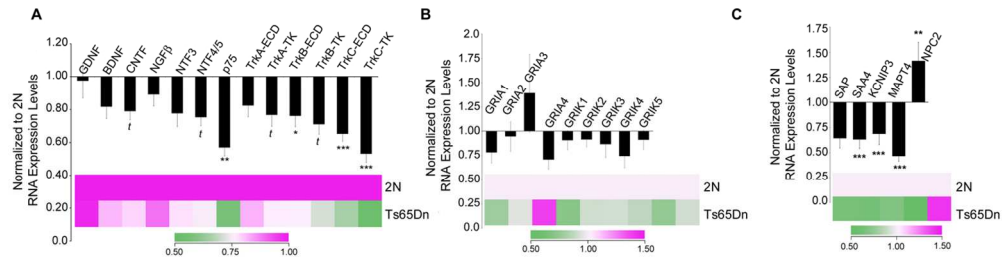 A
Normalized to 2N
RNA Expression Levels
1.20
1.00
0.80
0.60
0.40
0.20
0.00
GDNF
BDNF
CNTF
NGFβ
NTF3
NTF4/5
p75
TrkA-ECD
TrkA-TK
TrkB-ECD
TrkB-TK
TrkC-ECD
TrkC-TK
t
t
**
t
*
t
***
***
2N
Ts65Dn
0.50
0.75
1.00
B
Normalized to 2N
RNA Expression Levels
2.0
1.75
1.50
1.25
1.00
0.75
0.50
0.25
0.0
GRIA1
GRIA2
GRIA3
GRIA4
GRIK1
GRIK2
GRIK3
GRIK4
GRIK5
2N
Ts65Dn
0.50
1.00
1.50
C
Normalized to 2N
RNA Expression Levels
1.75
1.50
1.25
1.00
0.75
0.50
0.25
0.0
SAP
SAA4
KCNIP3
MAPT4
NPC2
***
***
***
**
2N
Ts65Dn
0.50
1.00
1.50